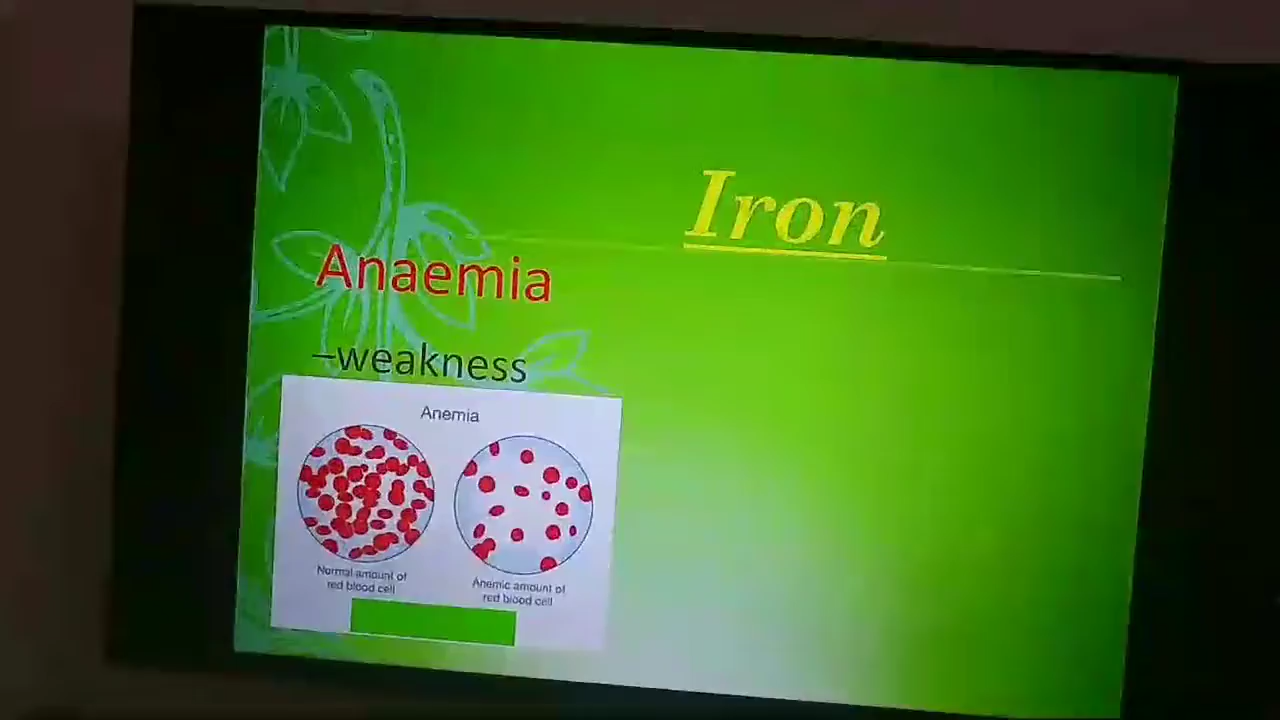 Iron
Anaemia
–weakness
Anemia
Normal amount of
red blood cell
Anemic amount of
red blood cell